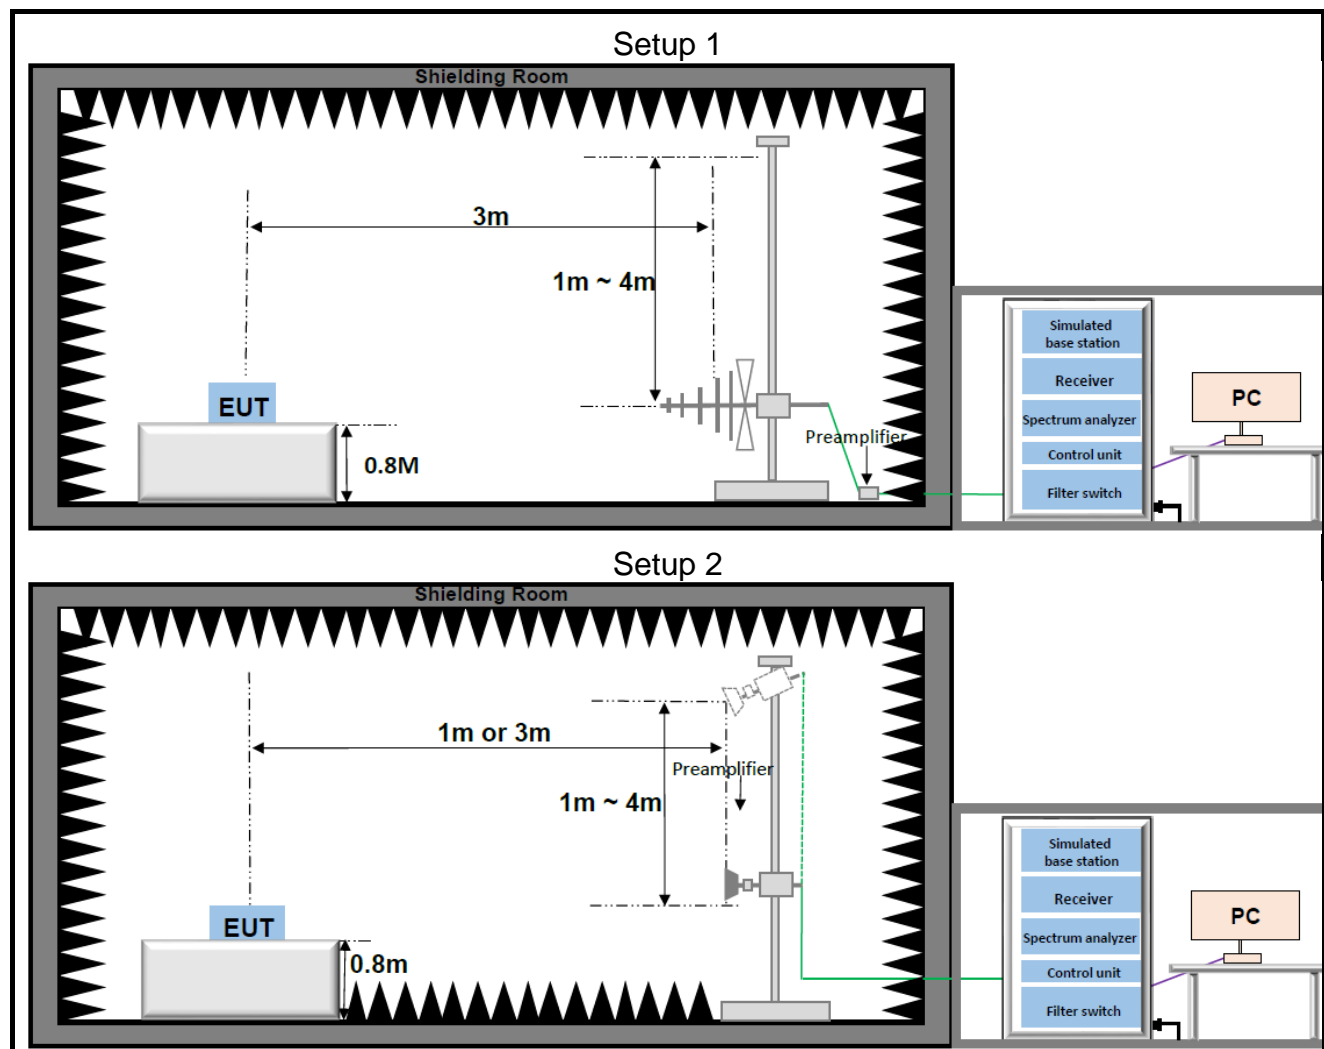 Setup 1
Shielding Room
3m
1m ~ 4m
EUT
0.8M
Preamplifier
Simulated
base station
Receiver
Spectrum analyzer
Control unit
Filter switch
PC
Setup 2
Shielding Room
1m or 3m
Preamplifier
1m ~ 4m
EUT
0.8m
Simulated
base station
Receiver
Spectrum analyzer
Control unit
Filter switch
PC